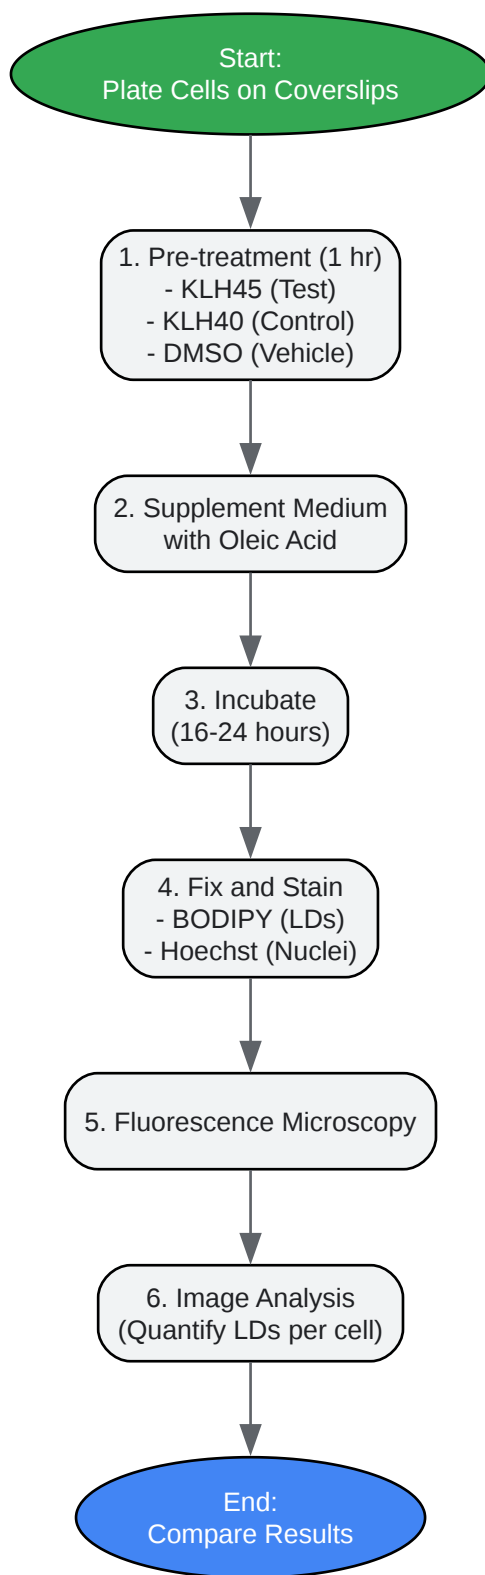 Start:
Plate Cells on Coverslips
1. Pre-treatment (1 hr)
- KLH45 (Test)
- KLH40 (Control)
- DMSO (Vehicle)
2. Supplement Medium
with Oleic Acid
3. Incubate
(16-24 hours)
4. Fix and Stain
- BODIPY (LDs)
- Hoechst (Nuclei)
5. Fluorescence Microscopy
6. Image Analysis
(Quantify LDs per cell)
End:
Compare Results